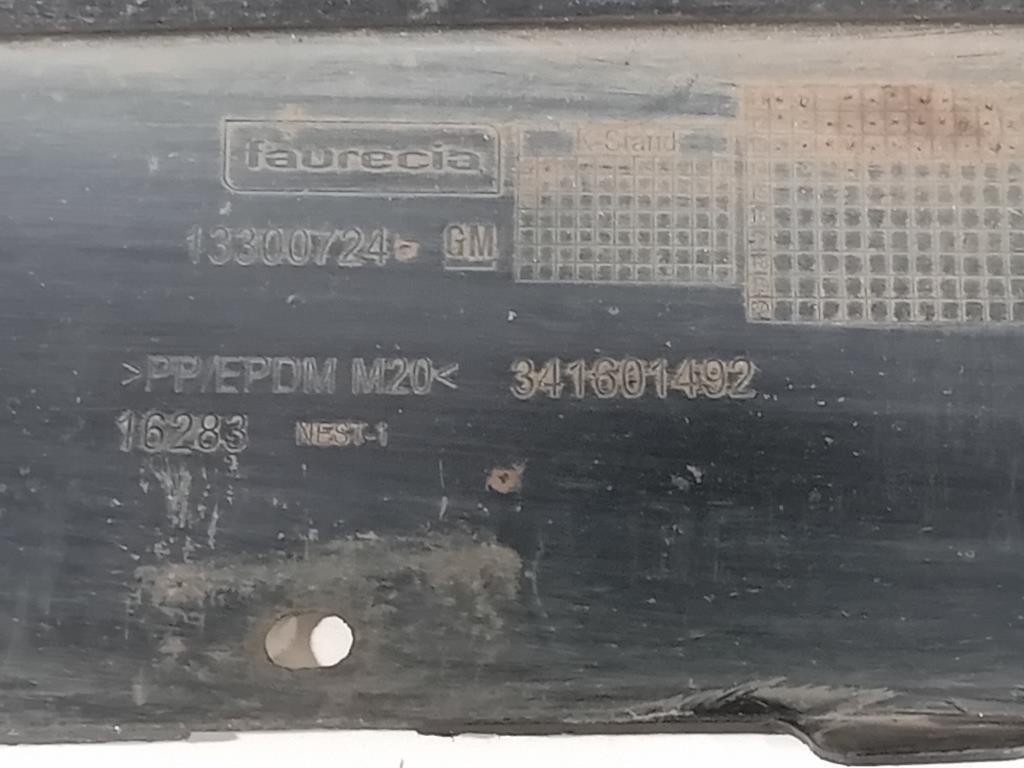 faurecia
K-Stand
13300724
GM
>PP/EPDM M20< 341601492
16283 NEST-1